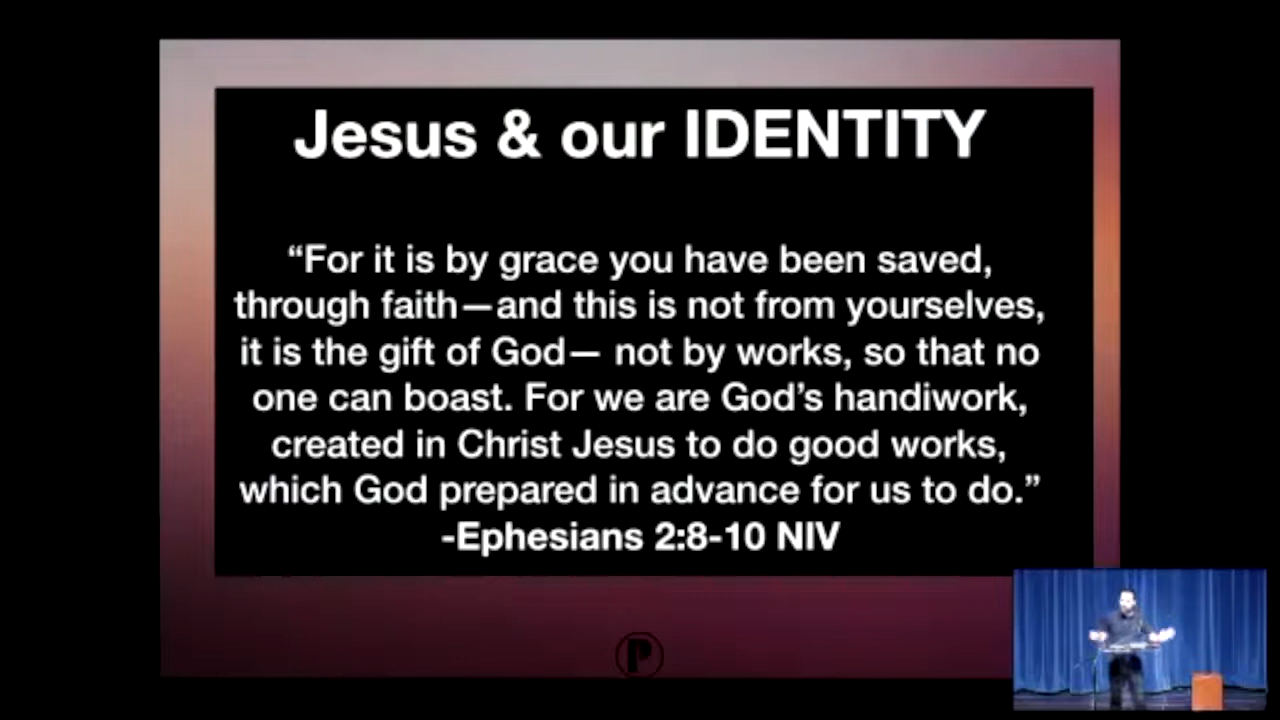 Jesus & our IDENTITY
“For it is by grace you have been saved,
through faith—and this is not from yourselves,
it is the gift of God— not by works, so that no
one can boast. For we are God’s handiwork,
created in Christ Jesus to do good works,
which God prepared in advance for us to do.”
-Ephesians 2:8-10 NIV
P